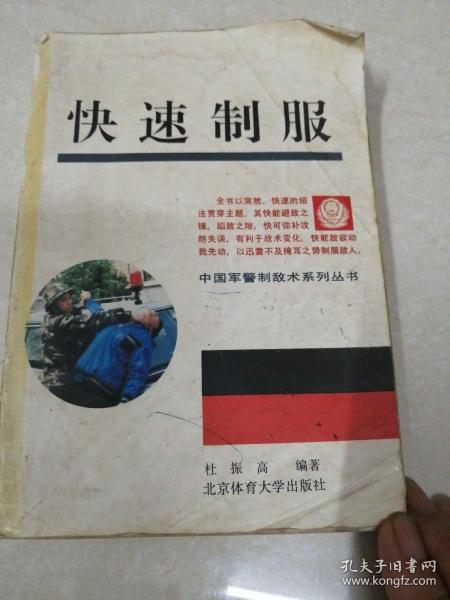 快速制服
全书以突然、快速的招
法贯穿主题。其快能避敌之
锋,蹈敌之隙;快可弥补攻
防失误,有利于战术变化;快能敌欲动
我先动,以迅雷不及掩耳之势制服敌人。
中国军警制敌术系列丛书
杜振高 编著
北京体育大学出版社
孔夫子旧书网
www.kongfz.com